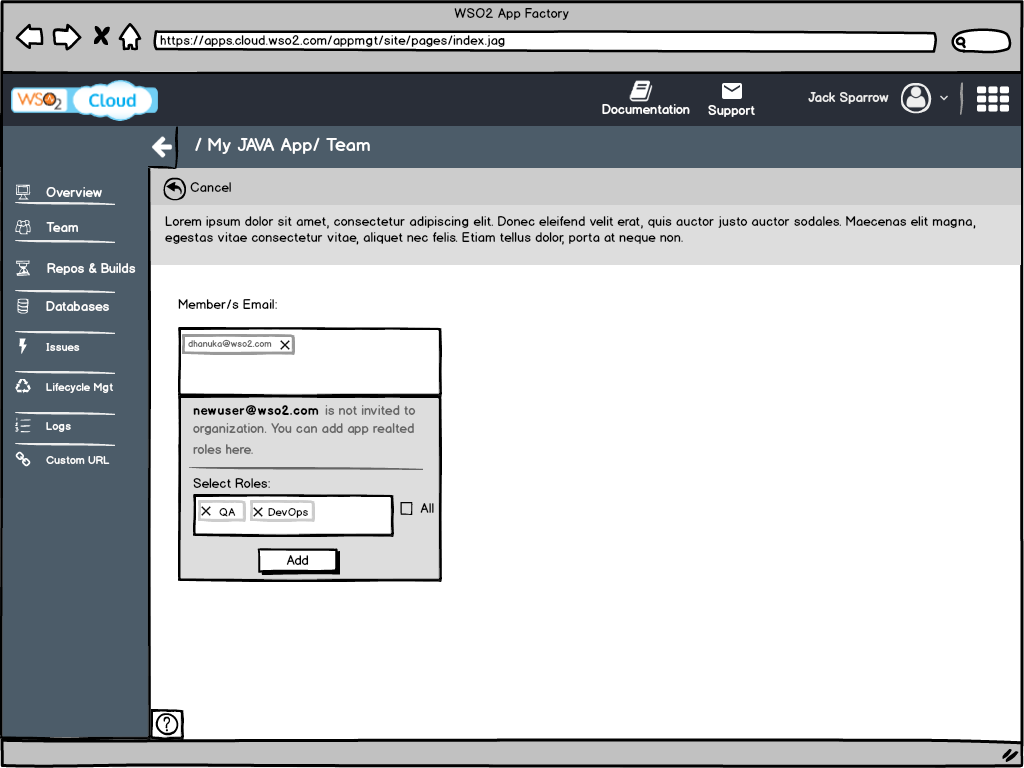 WSO2 App Factory
https://apps.cloud.wso2.com/appmgt/site/pages/index.jag
WSO2 Cloud
Documentation
Support
Jack Sparrow
/ My JAVA App/ Team
Cancel
Lorem ipsum dolor sit amet, consectetur adipiscing elit. Donec eleifend velit erat, quis auctor justo auctor sodales. Maecenas elit magna,
egestas vitae consectetur vitae, aliquet nec felis. Etiam tellus dolor, porta at neque non.
Overview
Team
Repos & Builds
Databases
Issues
Lifecycle Mgt
Logs
Custom URL
Member/s Email:
dhanuka@wso2.com
newuser@wso2.com is not invited to
organization. You can add app realted
roles here.
Select Roles:
QA
DevOps
All
Add
?